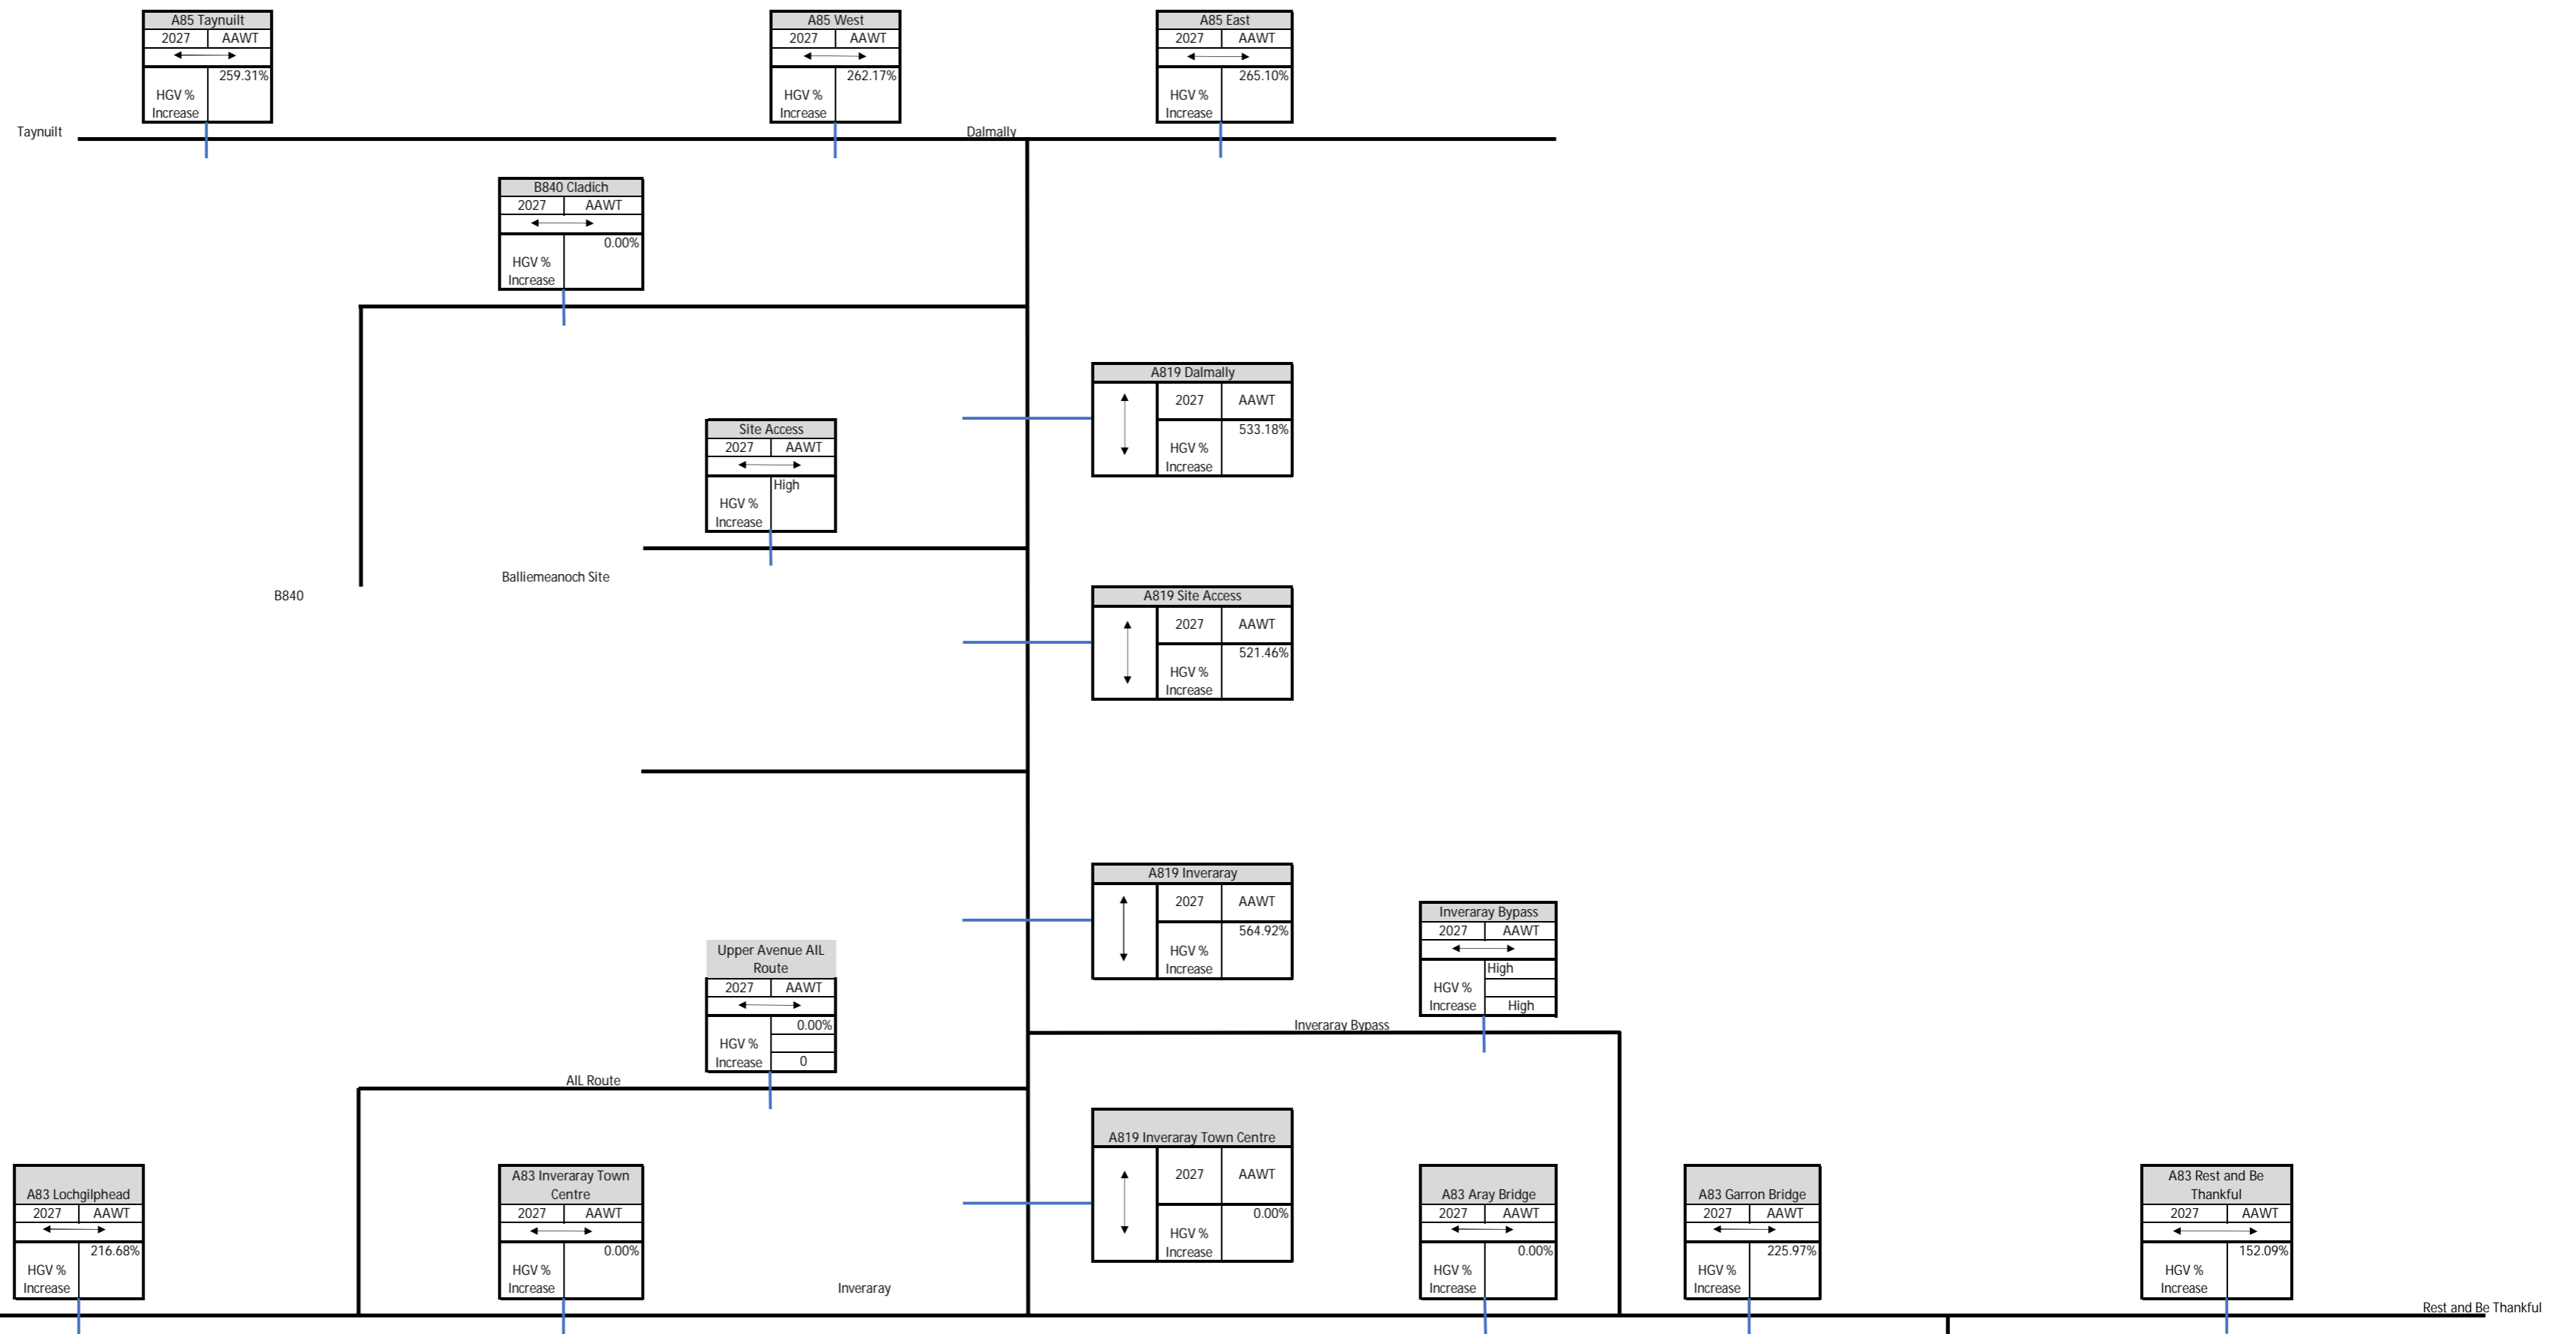 A85 Taynuilt
2027 AAWT
259.31%
HGV %
Increase
A85 West
2027 AAWT
262.17%
HGV %
Increase
A85 East
2027 AAWT
265.10%
HGV %
Increase
Taynuilt
Dalmally
B840 Cladich
2027 AAWT
0.00%
HGV %
Increase
A819 Dalmally
2027 AAWT
533.18%
HGV %
Increase
Site Access
2027 AAWT
High
HGV %
Increase
Balliemeanoch Site
B840
A819 Site Access
2027 AAWT
521.46%
HGV %
Increase
A819 Inveraray
2027 AAWT
564.92%
HGV %
Increase
Inveraray Bypass
2027 AAWT
High
HGV %
Increase High
Upper Avenue AIL
Route
2027 AAWT
0.00%
HGV %
Increase 0
Inveraray Bypass
AIL Route
A819 Inveraray Town Centre
2027 AAWT
0.00%
HGV %
Increase
A83 Lochgilphead
2027 AAWT
216.68%
HGV %
Increase
A83 Inveraray Town
Centre
2027 AAWT
0.00%
HGV %
Increase
Inveraray
A83 Aray Bridge
2027 AAWT
0.00%
HGV %
Increase
A83 Garron Bridge
2027 AAWT
225.97%
HGV %
Increase
A83 Rest and Be
Thankful
2027 AAWT
152.09%
HGV %
Increase
Rest and Be Thankful